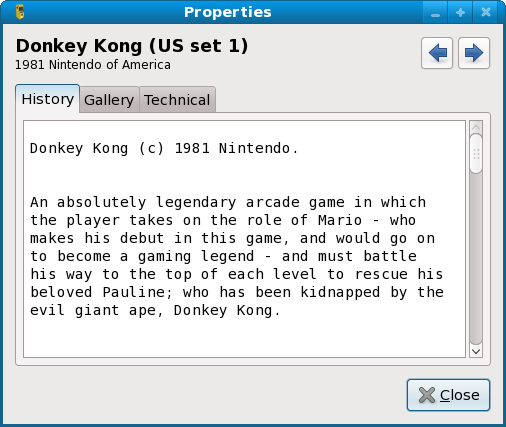 Properties
Donkey Kong (US set 1)
1981 Nintendo of America
History Gallery Technical
Donkey Kong (c) 1981 Nintendo.
An absolutely legendary arcade game in which
the player takes on the role of Mario - who
makes his debut in this game, and would go on
to become a gaming legend - and must battle
his way to the top of each level to rescue his
beloved Pauline; who has been kidnapped by the
evil giant ape, Donkey Kong.
Close